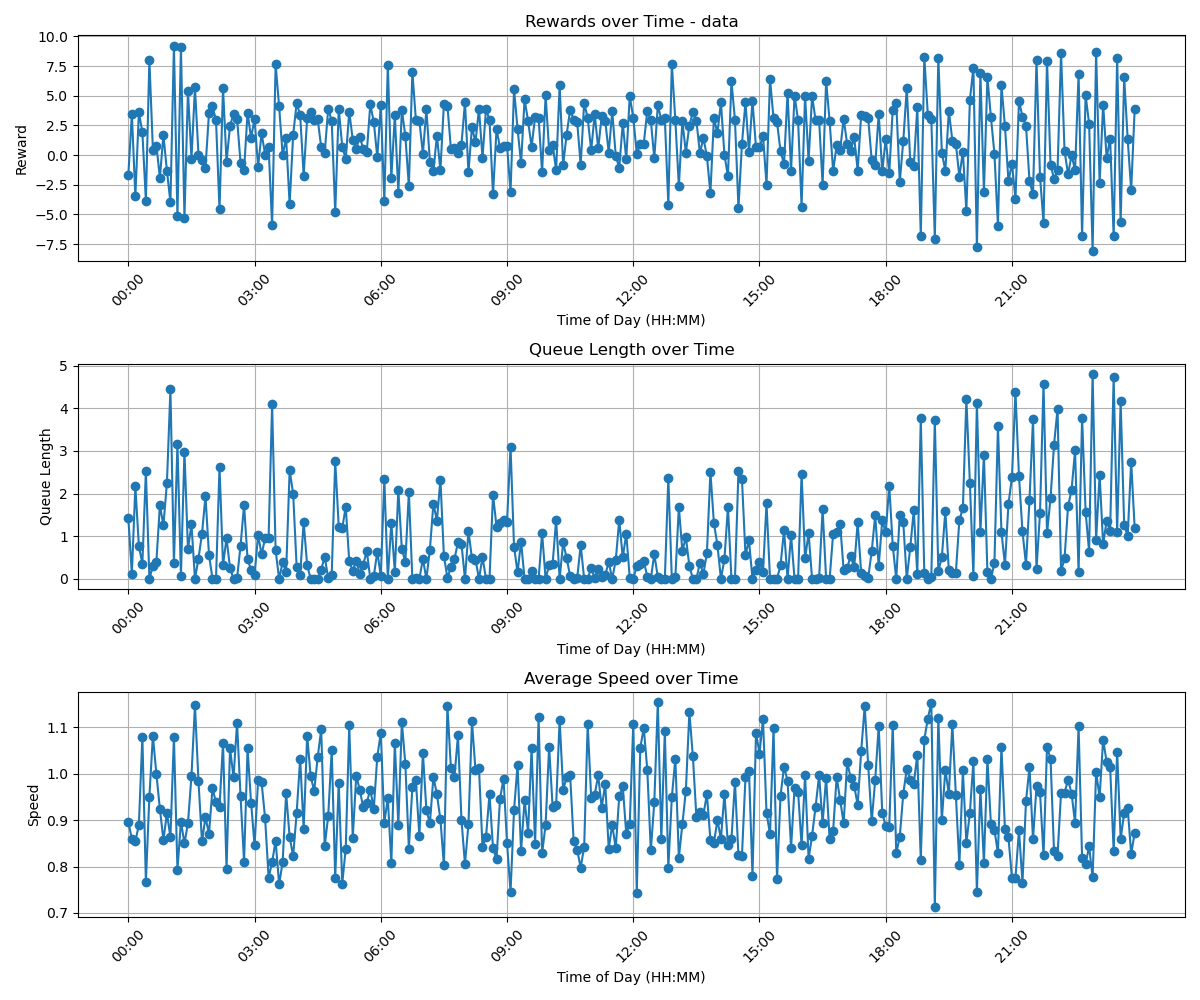 Rewards over Time - data
10.0
7.5
5.0
2.5
0.0
−2.5
−5.0
−7.5
Reward
00:00 03:00 06:00 09:00 12:00 15:00 18:00 21:00
Time of Day (HH:MM)
Queue Length over Time
5
4
3
2
1
0
Queue Length
00:00 03:00 06:00 09:00 12:00 15:00 18:00 21:00
Time of Day (HH:MM)
Average Speed over Time
1.1
1.0
0.9
0.8
0.7
Speed
00:00 03:00 06:00 09:00 12:00 15:00 18:00 21:00
Time of Day (HH:MM)